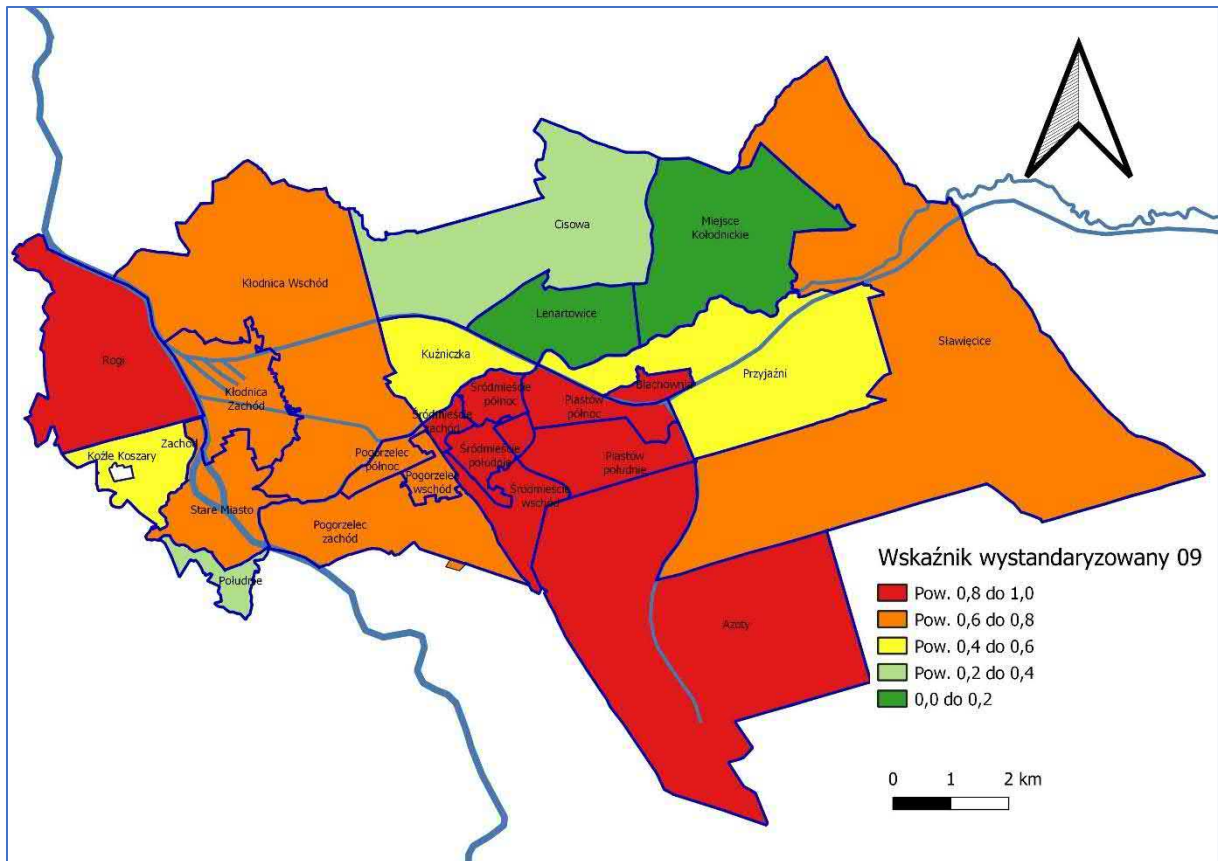 Cisowa
Miejsce
Kołodnickie
Kłodnica Wschód
Lenartowice
Sławięcice
Rogi
Kuźniczka
Przyjaźni
Blachownia
Śródmieście
północ
Piastów
północ
Kłodnica
Zachód
Śródmieście
zachód
Zachód
Koźle Koszary
Pogorzelec
północ
Śródmieście
południe
Piastów
południe
Pogorzelec
wschód
Śródmieście
wschód
Stare Miasto
Pogorzelec
zachód
Południe
Azoty
Wskaźnik wystandaryzowany 09
Pow. 0,8 do 1,0
Pow. 0,6 do 0,8
Pow. 0,4 do 0,6
Pow. 0,2 do 0,4
0,0 do 0,2
0 1 2 km